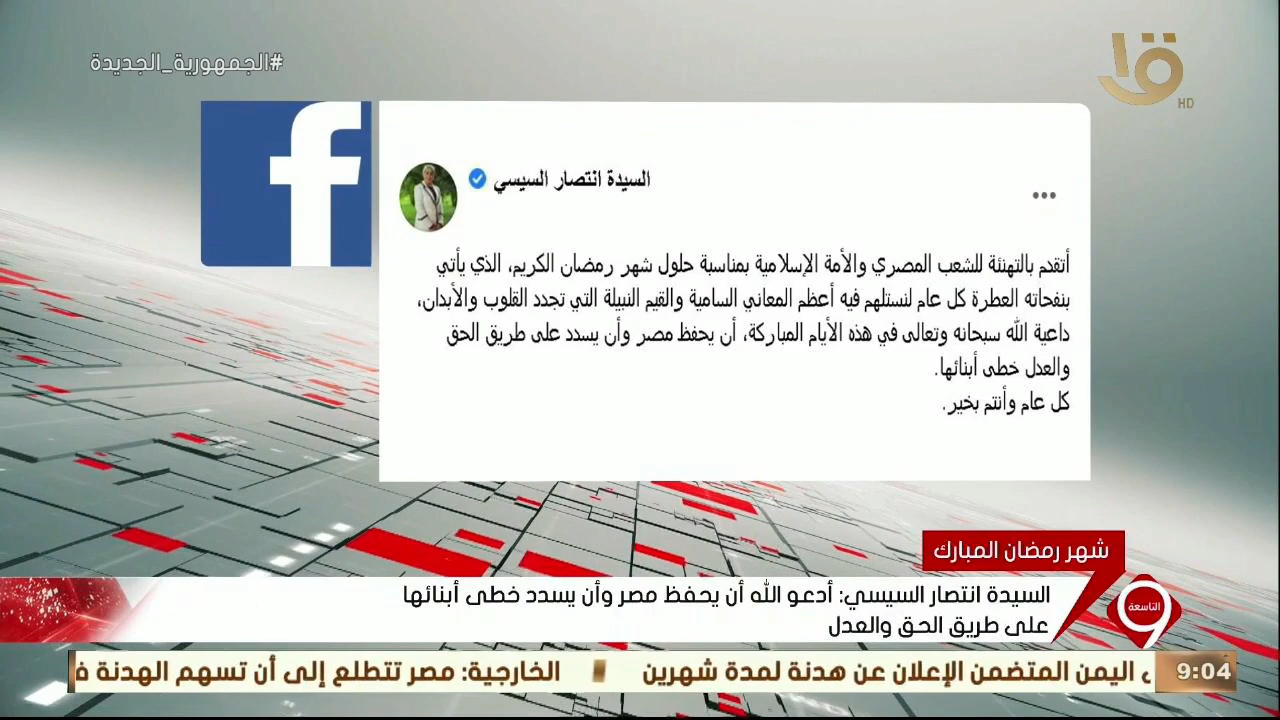 #الجمهورية_الجديدة
HD
السيدة انتصار السيسي
أتقدم بالتهنئة للشعب المصري والأمة الإسلامية بمناسبة حلول شهر رمضان الكريم، الذي يأتي
بنفحاته العطرة كل عام لنستلهم فيه أعظم المعاني السامية والقيم النبيلة التي تجدد القلوب والأبدان،
داعية الله سبحانه وتعالى في هذه الأيام المباركة، أن يحفظ مصر وأن يسدد على طريق الحق
والعدل خطى أبنائها.
كل عام وأنتم بخير.
شهر رمضان المبارك
السيدة انتصار السيسي: أدعو الله أن يحفظ مصر وأن يسدد خطى أبنائها
على طريق الحق والعدل
التاسعة
9
اليمن المتضمن الإعلان عن هدنة لمدة شهرين
الخارجية: مصر تتطلع إلى أن تسهم الهدنة
9:04